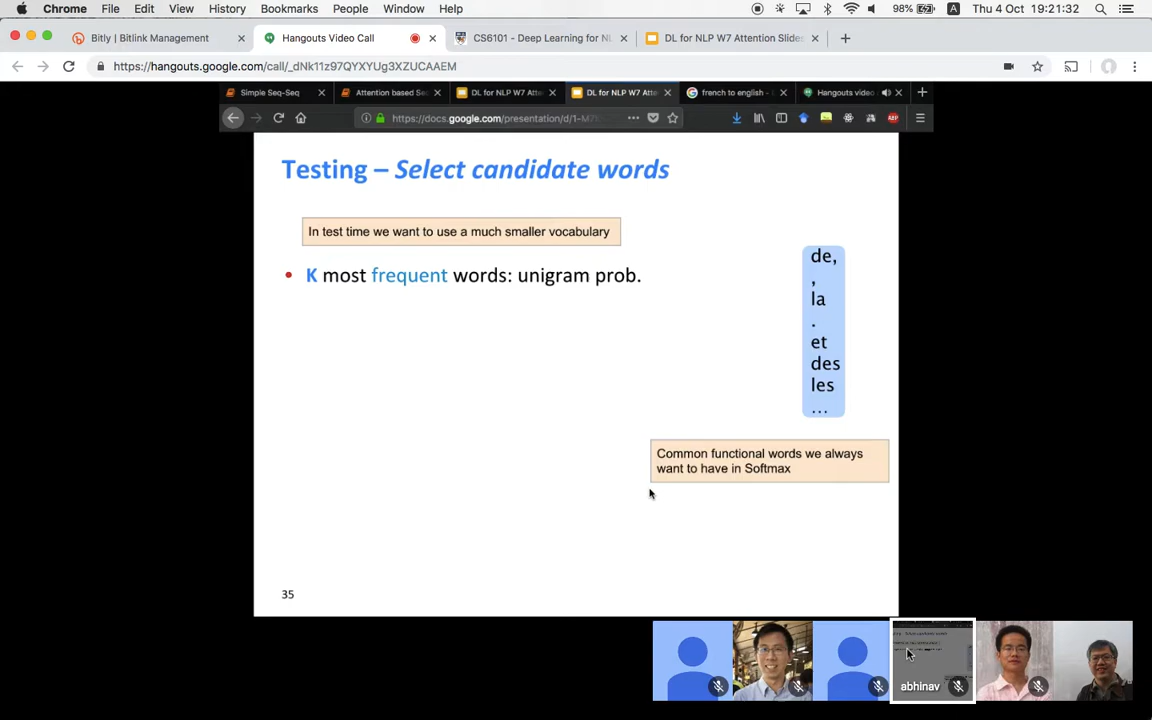 Chrome File Edit View History Bookmarks People Window Help 98% A Thu 4 Oct 19:21:32
Bitly | Bitlink Management Hangouts Video Call CS6101 - Deep Learning for NL DL for NLP W7 Attention Slides
https://hangouts.google.com/call/_dNk11z97QYXYUg3XZUCAAEM
Simple Seq-Seq Attention based Se DL for NLP W7 Atte DL for NLP W7 Atte french to english - Hangouts video
https://docs.google.com/presentation/d/1-M7 ABP
Testing – Select candidate words
In test time we want to use a much smaller vocabulary
• K most frequent words: unigram prob.
de,
,
la
.
et
des
les
...
Common functional words we always
want to have in Softmax
35
abhinav